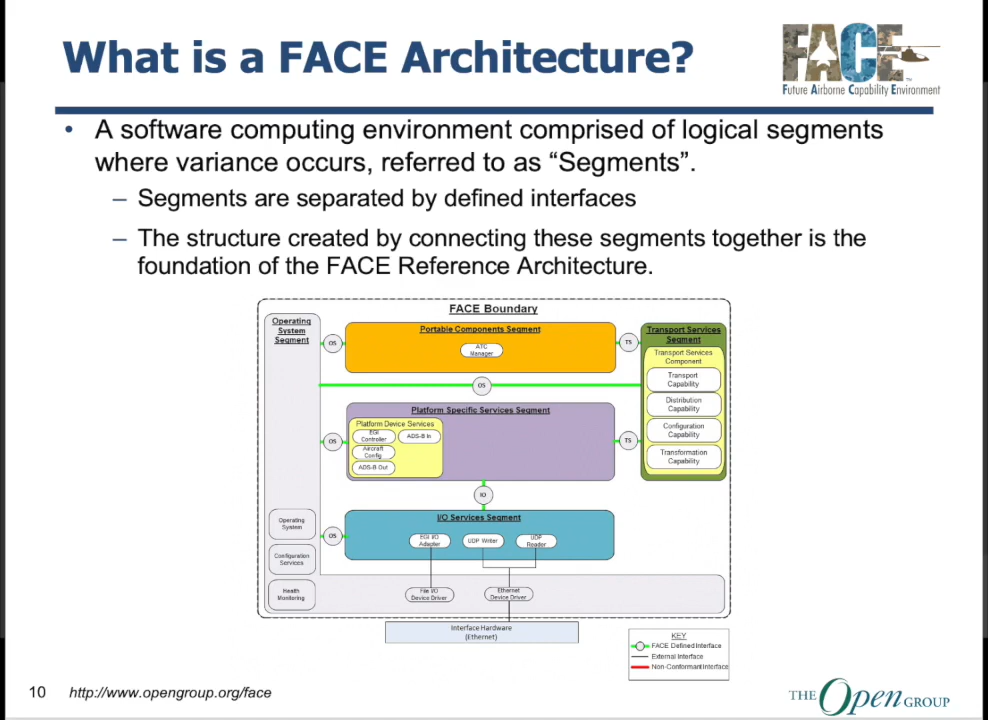 What is a FACE Architecture?
FACE
™
Future Airborne Capability Environment
• A software computing environment comprised of logical segments
where variance occurs, referred to as “Segments”.
– Segments are separated by defined interfaces
– The structure created by connecting these segments together is the
foundation of the FACE Reference Architecture.
FACE Boundary
Operating
System
Segment
OS
Portable Components Segment
ATC
Manager
TS
Transport Services
Segment
Transport Services
Component
Transport
Capability
Distribution
Capability
Configuration
Capability
Transformation
Capability
OS
Platform Specific Services Segment
OS
Platform Device Services
EGI
Controller
ADS-B In
Aircraft
Config
ADS-B Out
TS
IO
I/O Services Segment
OS
EGI I/O
Adapter
UDP Writer
UDP
Reader
Operating
System
Configuration
Services
Health
Monitoring
File I/O
Device Driver
Ethernet
Device Driver
Interface Hardware
(Ethernet)
KEY
FACE Defined Interface
External Interface
Non-Conformant Interface
10 http://www.opengroup.org/face
THE Open GROUP